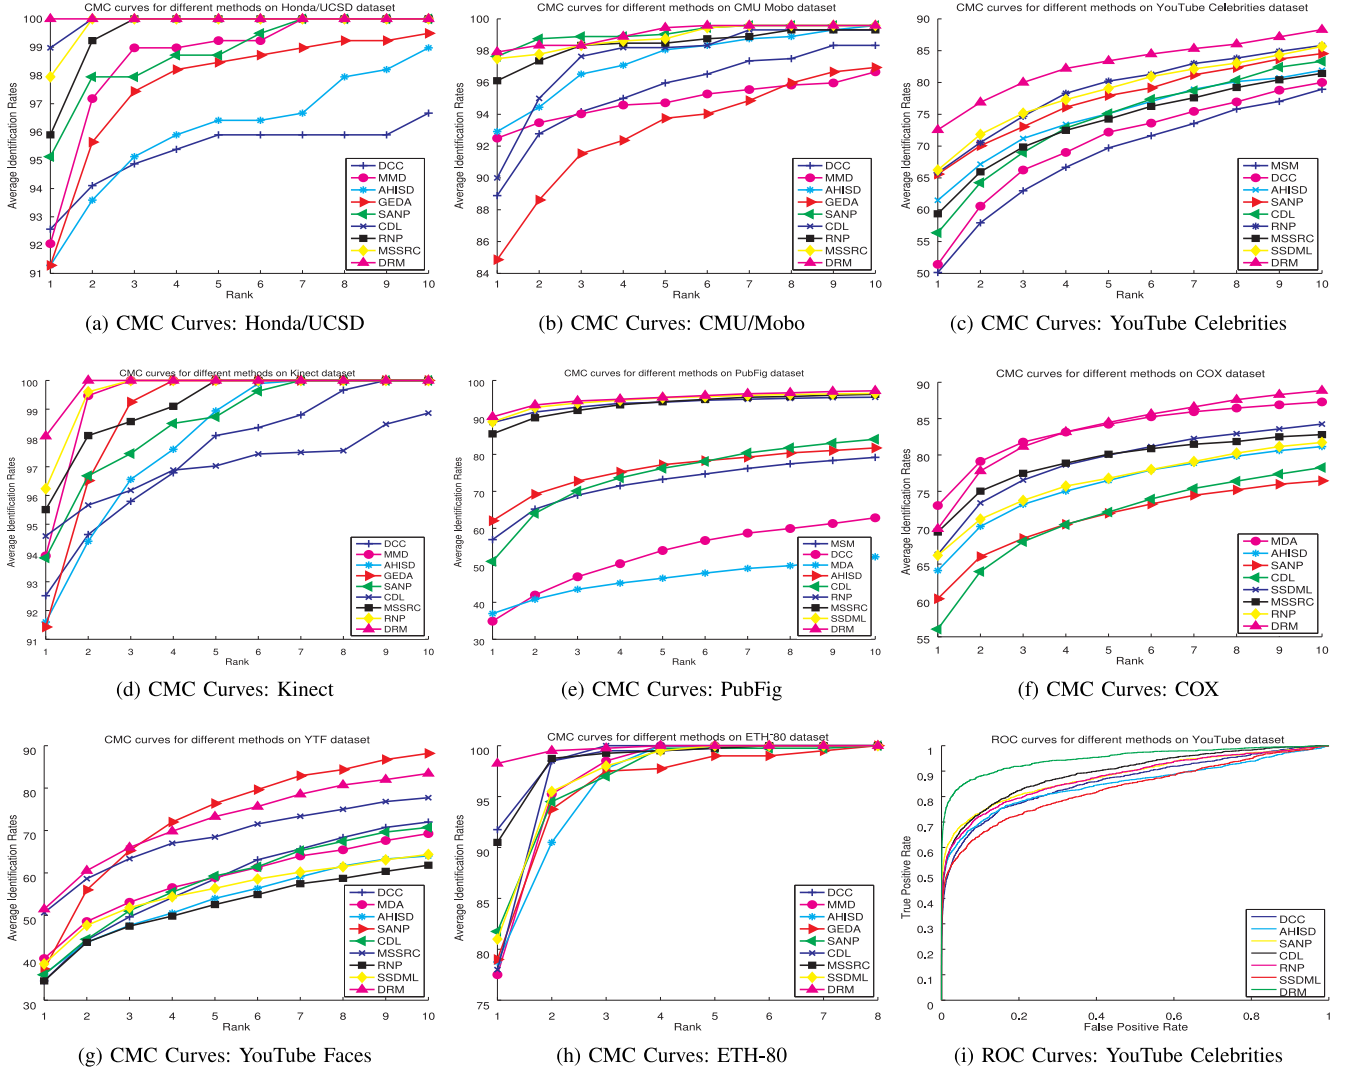 CMC curves for different methods on Honda/UCSD dataset
Average Identification Rates
100
99
98
97
96
95
94
93
92
91
1 2 3 4 5 6 7 8 9 10
Rank
DCC
MMD
AHISD
GEDA
SANP
CDL
RNP
MSSRC
DRM
(a) CMC Curves: Honda/UCSD
CMC curves for different methods on CMU Mobo dataset
Average Identification Rates
100
98
96
94
92
90
88
86
84
1 2 3 4 5 6 7 8 9 10
Rank
DCC
MMD
AHISD
GEDA
SANP
CDL
RNP
MSSRC
DRM
(b) CMC Curves: CMU/Mobo
CMC curves for different methods on YouTube Celebrities dataset
Average Identification Rates
90
85
80
75
70
65
60
55
50
1 2 3 4 5 6 7 8 9 10
Rank
MSM
DCC
AHISD
SANP
CDL
RNP
MSSRC
SSDML
DRM
(c) CMC Curves: YouTube Celebrities
CMC curves for different methods on Kinect dataset
Average Identification Rates
100
99
98
97
96
95
94
93
92
91
1 2 3 4 5 6 7 8 9 10
Rank
DCC
MMD
AHISD
GEDA
SANP
CDL
MSSRC
RNP
DRM
(d) CMC Curves: Kinect
CMC curves for different methods on PubFig dataset
Average Identification Rates
100
90
80
70
60
50
40
30
1 2 3 4 5 6 7 8 9 10
Rank
MSM
DCC
MDA
AHISD
CDL
RNP
MSSRC
SSDML
DRM
(e) CMC Curves: PubFig
CMC curves for different methods on COX dataset
Average Identification Rates
90
85
80
75
70
65
60
55
1 2 3 4 5 6 7 8 9 10
Rank
MDA
AHISD
SANP
CDL
SSDML
MSSRC
RNP
DRM
(f) CMC Curves: COX
CMC curves for different methods on YTF dataset
Average Identification Rates
90
80
70
60
50
40
30
1 2 3 4 5 6 7 8 9 10
Rank
DCC
MDA
AHISD
SANP
CDL
MSSRC
RNP
SSDML
DRM
(g) CMC Curves: YouTube Faces
CMC curves for different methods on ETH-80 dataset
Average Identification Rates
100
95
90
85
80
75
1 2 3 4 5 6 7 8
Rank
DCC
MMD
AHISD
GEDA
SANP
CDL
MSSRC
SSDML
DRM
(h) CMC Curves: ETH-80
ROC curves for different methods on YouTube dataset
True Positive Rate
1
0.9
0.8
0.7
0.6
0.5
0.4
0.3
0.2
0.1
0
0 0.2 0.4 0.6 0.8 1
False Positive Rate
DCC
AHISD
SANP
CDL
RNP
SSDML
DRM
(i) ROC Curves: YouTube Celebrities